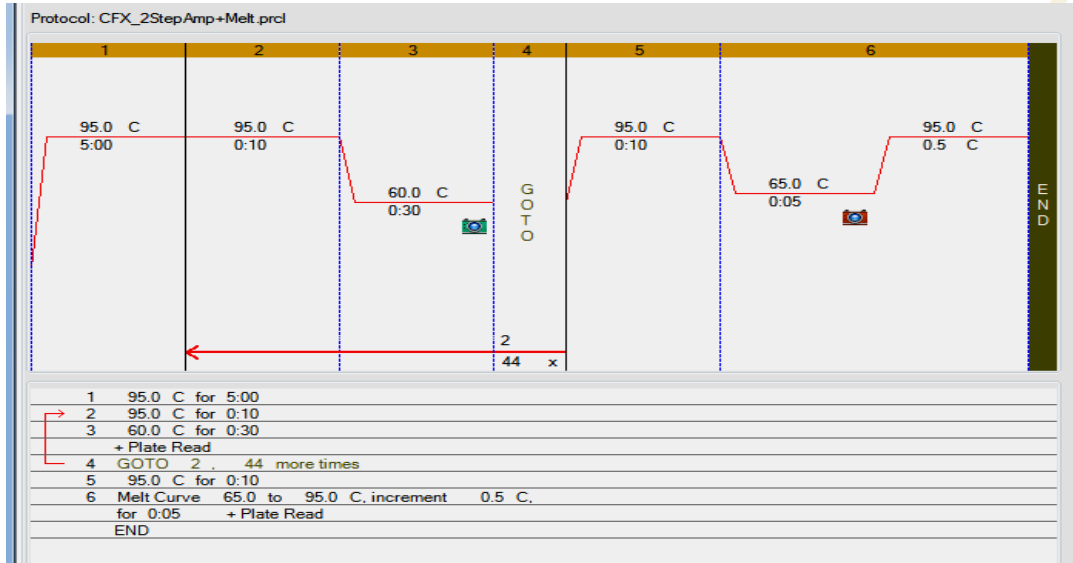 Protocol: CFX_2StepAmp+Melt.prcl
1 2 3 4 5 6
95.0 C 95.0 C 95.0 C 95.0 C
5:00 0:10 0:10 0.5 C
60.0 C 65.0 C
0:30 0:05
GOTO
END
2
44 x
1 95.0 C for 5:00
2 95.0 C for 0:10
3 60.0 C for 0:30
+ Plate Read
4 GOTO 2 , 44 more times
5 95.0 C for 0:10
6 Melt Curve 65.0 to 95.0 C, increment 0.5 C,
for 0:05 + Plate Read
END